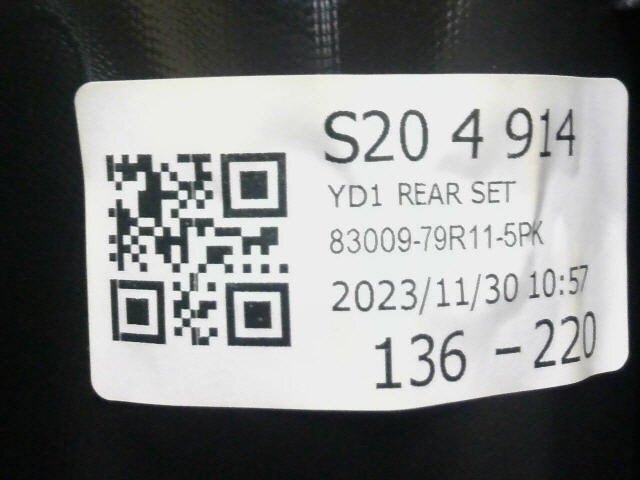 S20 4 914
YD1 REAR SET
83009-79R11-5PK
2023/11/30 10:57
136 - 220